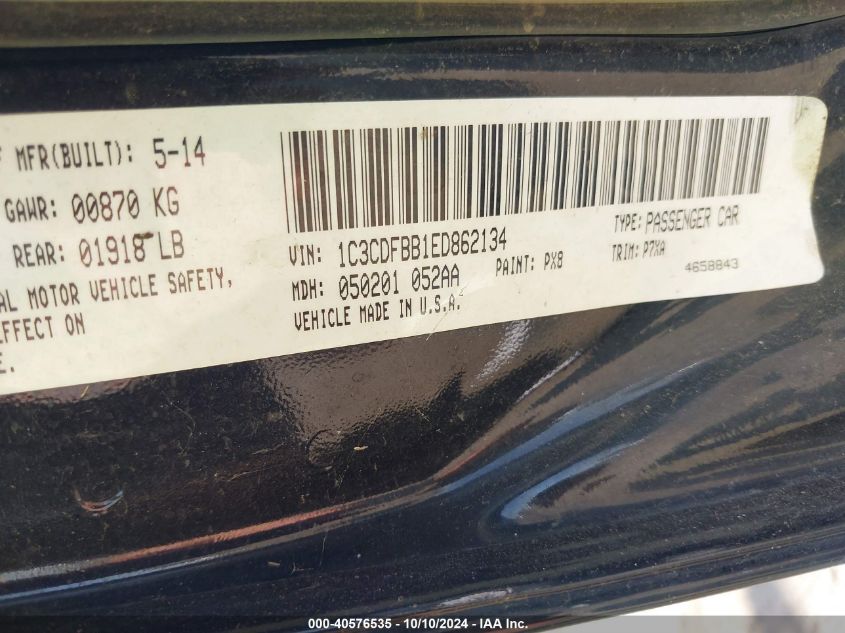 MFR(BUILT): 5-14
GAWR: 00870 KG
REAR: 01918 LB
AL MOTOR VEHICLE SAFETY,
EFFECT ON
E.
VIN: 1C3CDFBB1ED862134
TYPE: PASSENGER CAR
MDH: 050201 052AA
PAINT: PX8
TRIM: P7XA
VEHICLE MADE IN U.S.A.
4658843
000-40576535 - 10/10/2024 - IAA Inc.